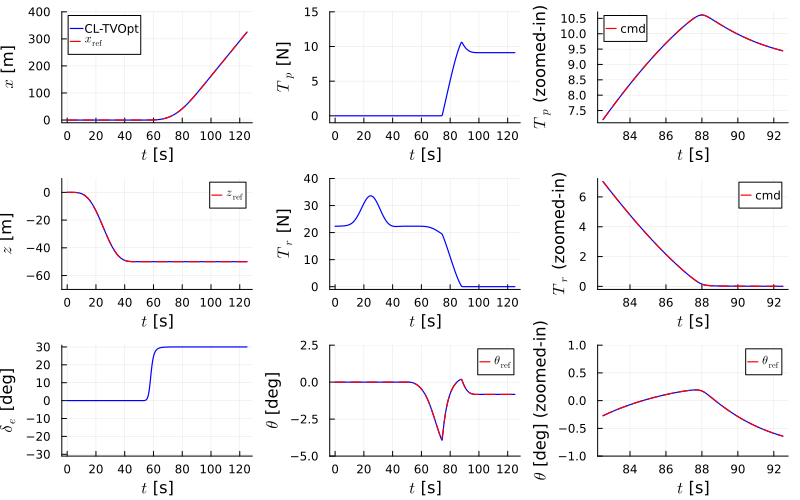 400
300
200
100
0
x [m]
CL-TVOpt
x_ref
0 20 40 60 80 100 120
t [s]
15
10
5
0
T_p [N]
0 20 40 60 80 100 120
t [s]
10.5
10.0
9.5
9.0
8.5
8.0
7.5
T_p (zoomed-in)
cmd
84 86 88 90 92
t [s]
0
−20
−40
−60
z [m]
z_ref
0 20 40 60 80 100 120
t [s]
40
30
20
10
0
T_r [N]
0 20 40 60 80 100 120
t [s]
6
4
2
0
T_r (zoomed-in)
cmd
84 86 88 90 92
t [s]
30
20
10
0
−10
−20
−30
δ_e [deg]
0 20 40 60 80 100 120
t [s]
2.5
0.0
−2.5
−5.0
θ [deg]
θ_ref
0 20 40 60 80 100 120
t [s]
1.0
0.5
0.0
−0.5
−1.0
θ [deg] (zoomed-in)
θ_ref
84 86 88 90 92
t [s]